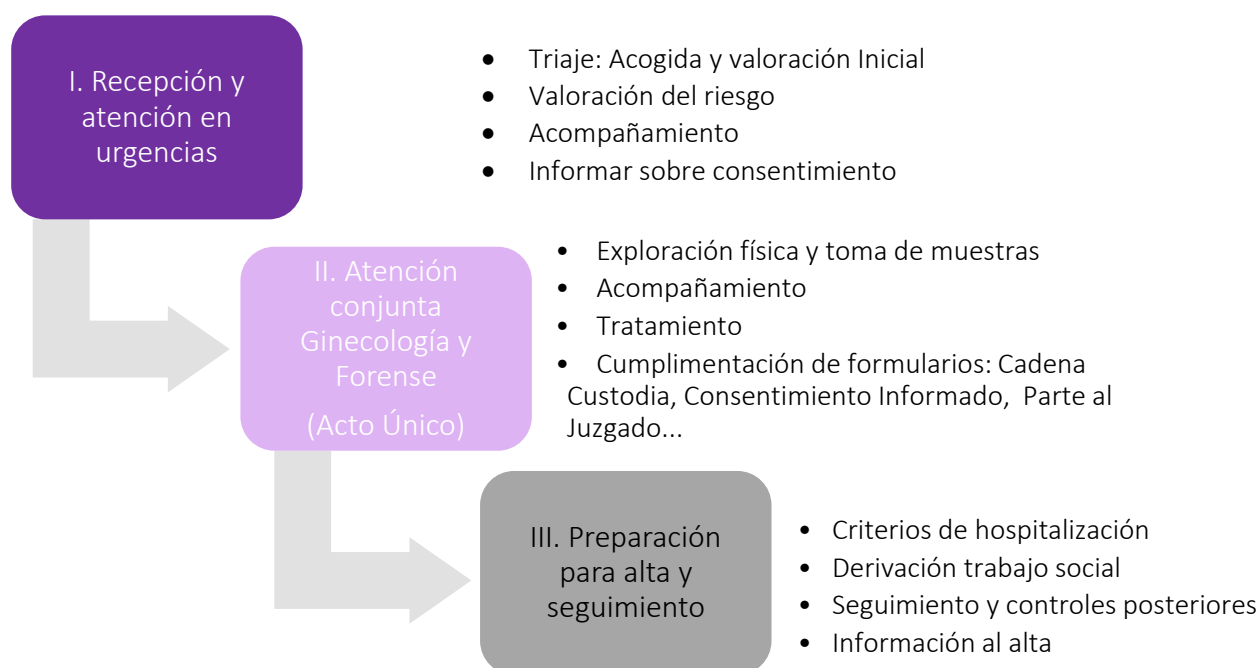 I. Recepción y
atención en
urgencias
• Triaje: Acogida y valoración Inicial
• Valoración del riesgo
• Acompañamiento
• Informar sobre consentimiento
II. Atención
conjunta
Ginecología y
Forense
(Acto Único)
• Exploración física y toma de muestras
• Acompañamiento
• Tratamiento
• Cumplimentación de formularios: Cadena
Custodia, Consentimiento Informado, Parte al
Juzgado...
III. Preparación
para alta y
seguimiento
• Criterios de hospitalización
• Derivación trabajo social
• Seguimiento y controles posteriores
• Información al alta